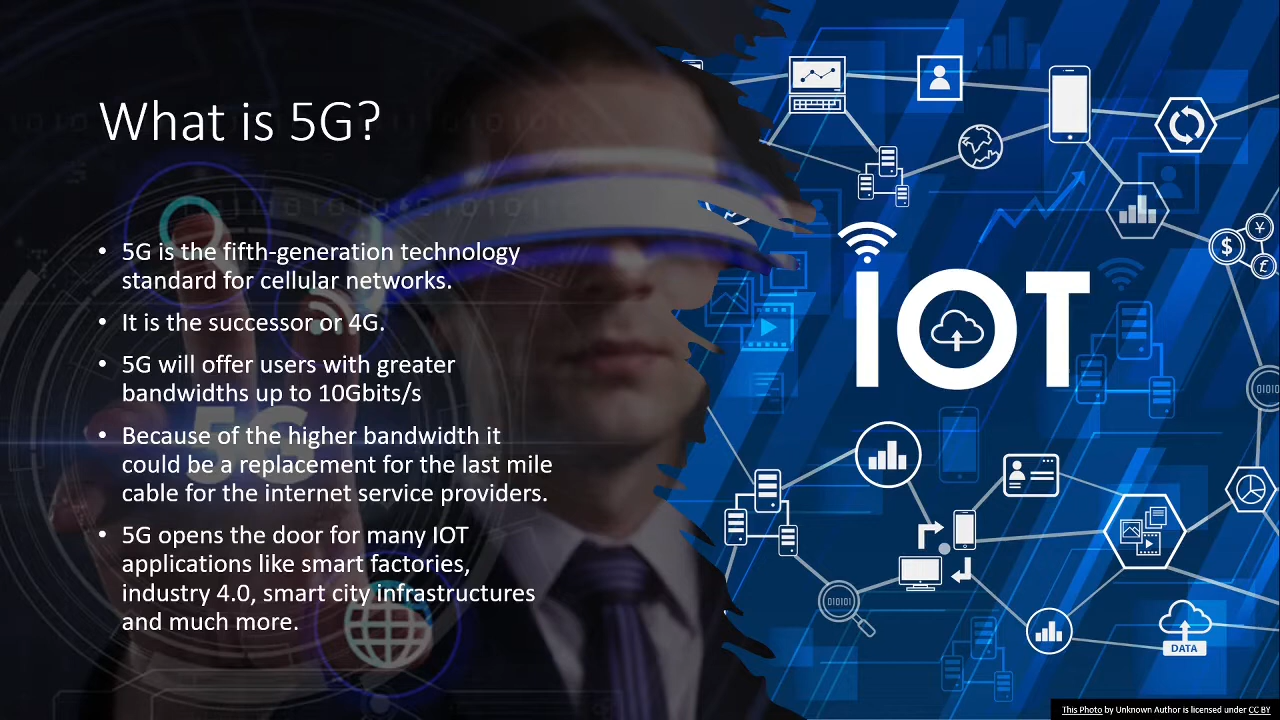 What is 5G?
• 5G is the fifth-generation technology
standard for cellular networks.
• It is the successor or 4G.
• 5G will offer users with greater
bandwidths up to 10Gbits/s
• Because of the higher bandwidth it
could be a replacement for the last mile
cable for the internet service providers.
• 5G opens the door for many IOT
applications like smart factories,
industry 4.0, smart city infrastructures
and much more.
5G
IOT
$
¥
£
01010
010101
DATA
This Photo by Unknown Author is licensed under CC BY